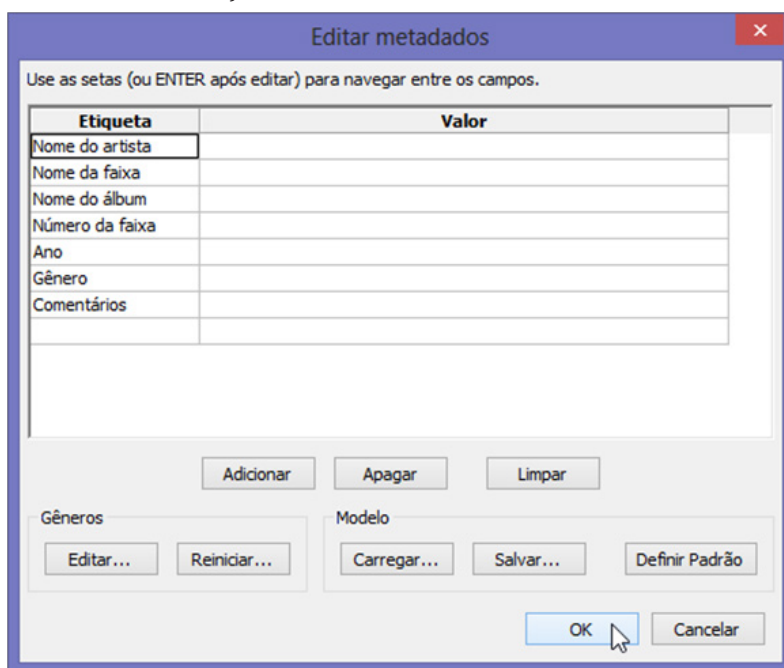 Editar metadados
Use as setas (ou ENTER após editar) para navegar entre os campos.
Etiqueta Valor
Nome do artista
Nome da faixa
Nome do álbum
Número da faixa
Ano
Gênero
Comentários
Adicionar Apagar Limpar
Gêneros Modelo
Editar... Reiniciar... Carregar... Salvar... Definir Padrão
OK Cancelar